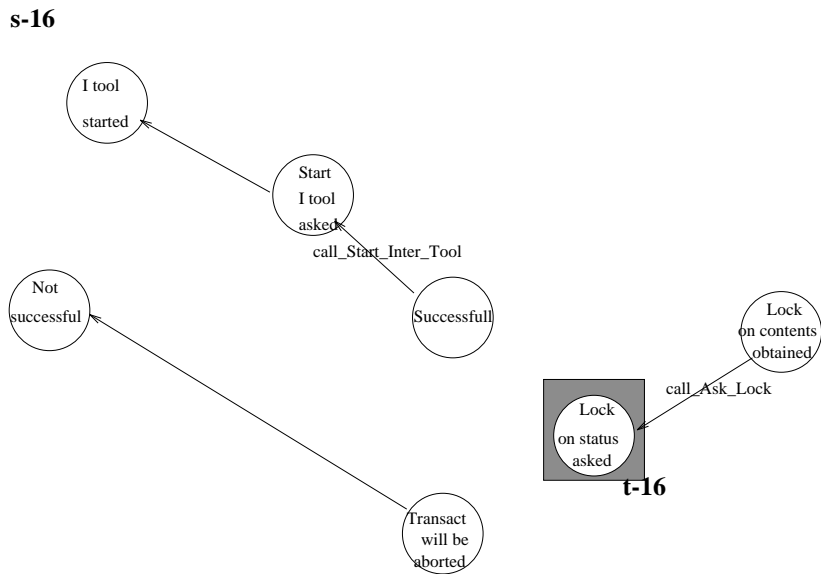 s-16
I tool
started
Start
I tool
asked
call_Start_Inter_Tool
Not
successful
Successfull
Lock
on contents
obtained
call_Ask_Lock
Lock
on status
asked
t-16
Transact
will be
aborted